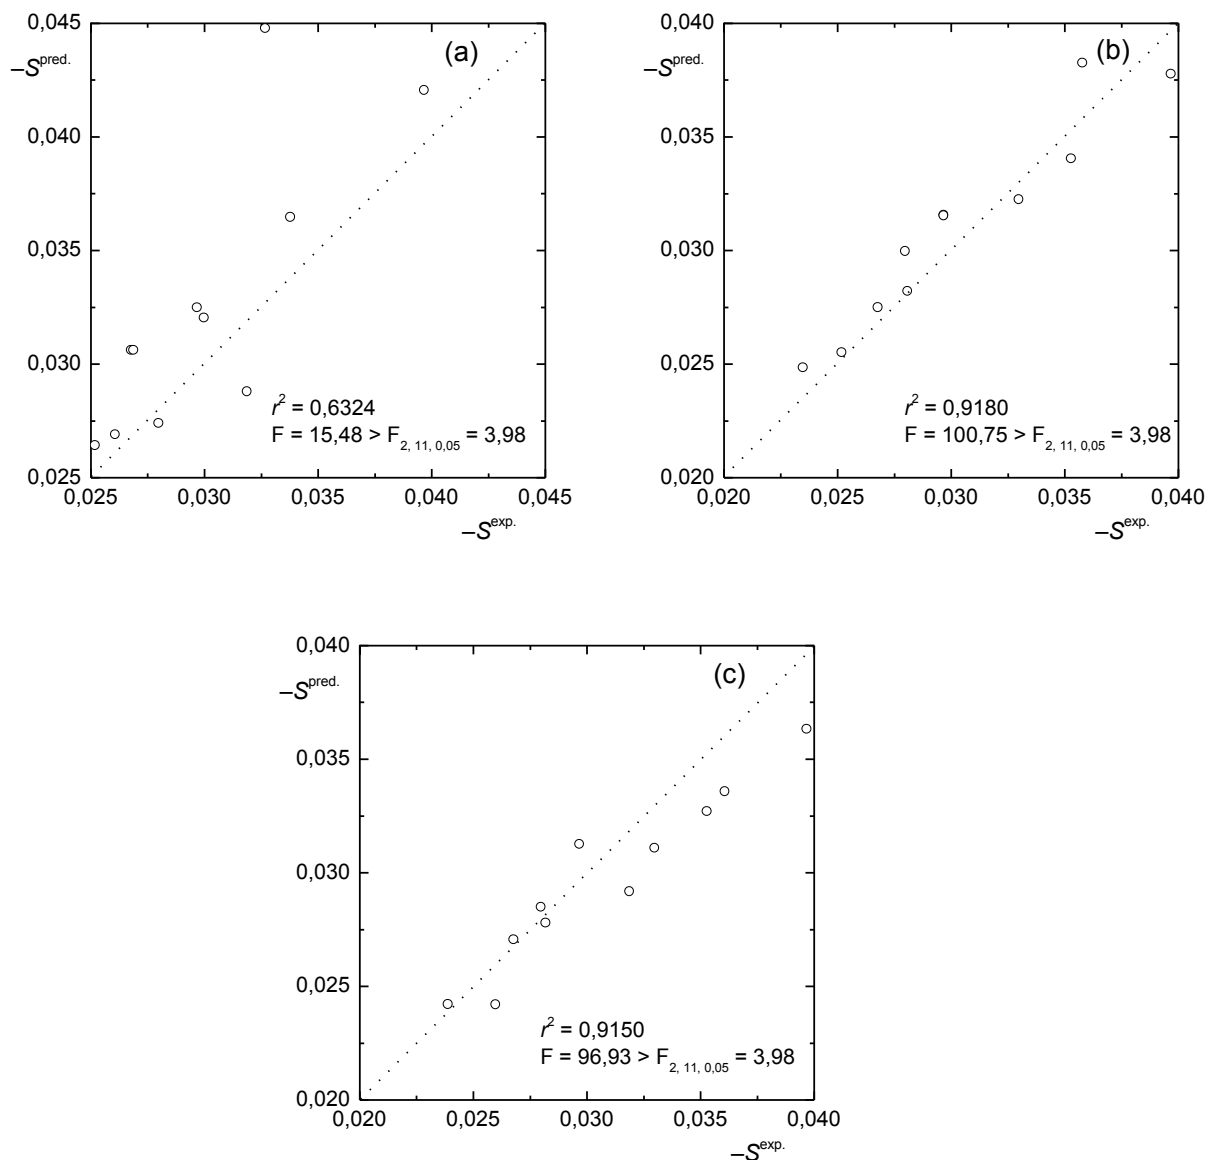 0,045
(a)
–S^pred.
0,040
0,035
0,030
r² = 0,6324
F = 15,48 > F_2, 11, 0,05 = 3,98
0,025
0,025 0,030 0,035 0,040 0,045
–S^exp.
0,040
(b)
–S^pred.
0,035
0,030
0,025
r² = 0,9180
F = 100,75 > F_2, 11, 0,05 = 3,98
0,020
0,020 0,025 0,030 0,035 0,040
–S^exp.
0,040
(c)
–S^pred.
0,035
0,030
0,025
r² = 0,9150
F = 96,93 > F_2, 11, 0,05 = 3,98
0,020
0,020 0,025 0,030 0,035 0,040
–S^exp.